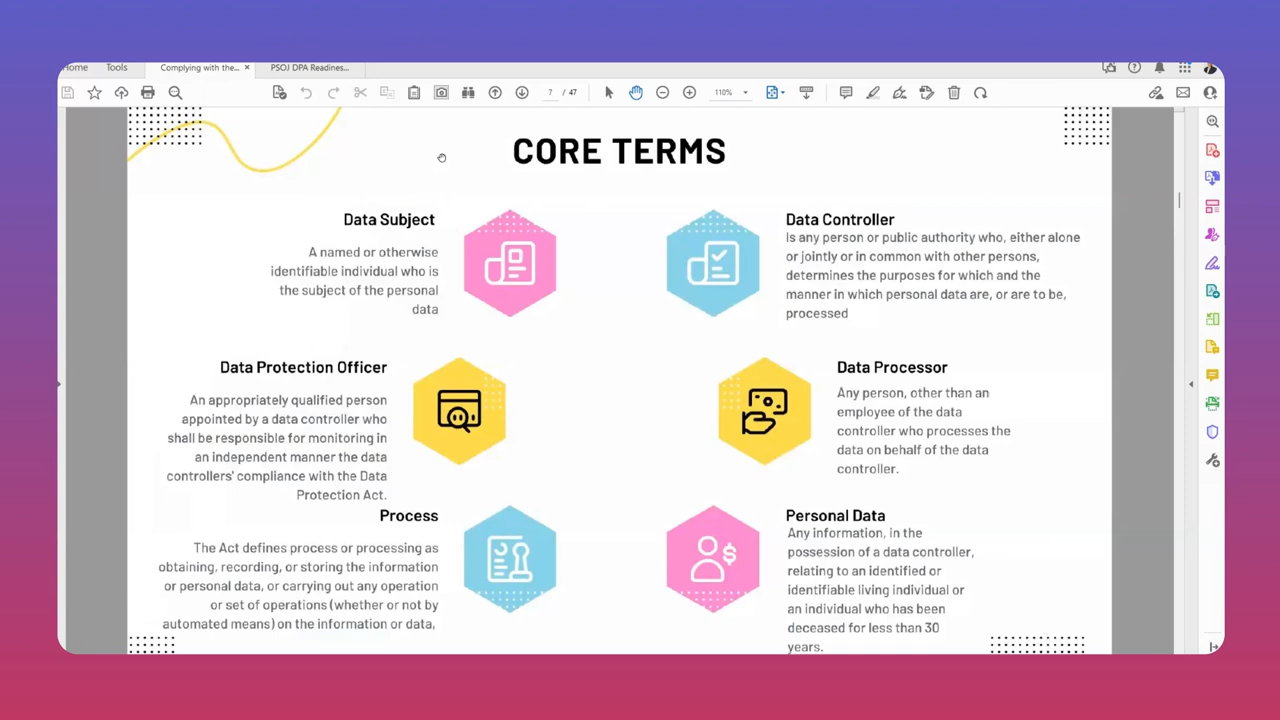 Home
Tools
Complying with the... ×
PSOJ DPA Readines...
7 / 47
110%
CORE TERMS
Data Subject
A named or otherwise
identifiable individual who is
the subject of the personal
data
Data Controller
Is any person or public authority who, either alone
or jointly or in common with other persons,
determines the purposes for which and the
manner in which personal data are, or are to be,
processed
Data Protection Officer
An appropriately qualified person
appointed by a data controller who
shall be responsible for monitoring in
an independent manner the data
controllers' compliance with the Data
Protection Act.
Data Processor
Any person, other than an
employee of the data
controller who processes the
data on behalf of the data
controller.
Process
The Act defines process or processing as
obtaining, recording, or storing the information
or personal data, or carrying out any operation
or set of operations (whether or not by
automated means) on the information or data,
Personal Data
Any information, in the
possession of a data controller,
relating to an identified or
identifiable living individual or
an individual who has been
deceased for less than 30
years.